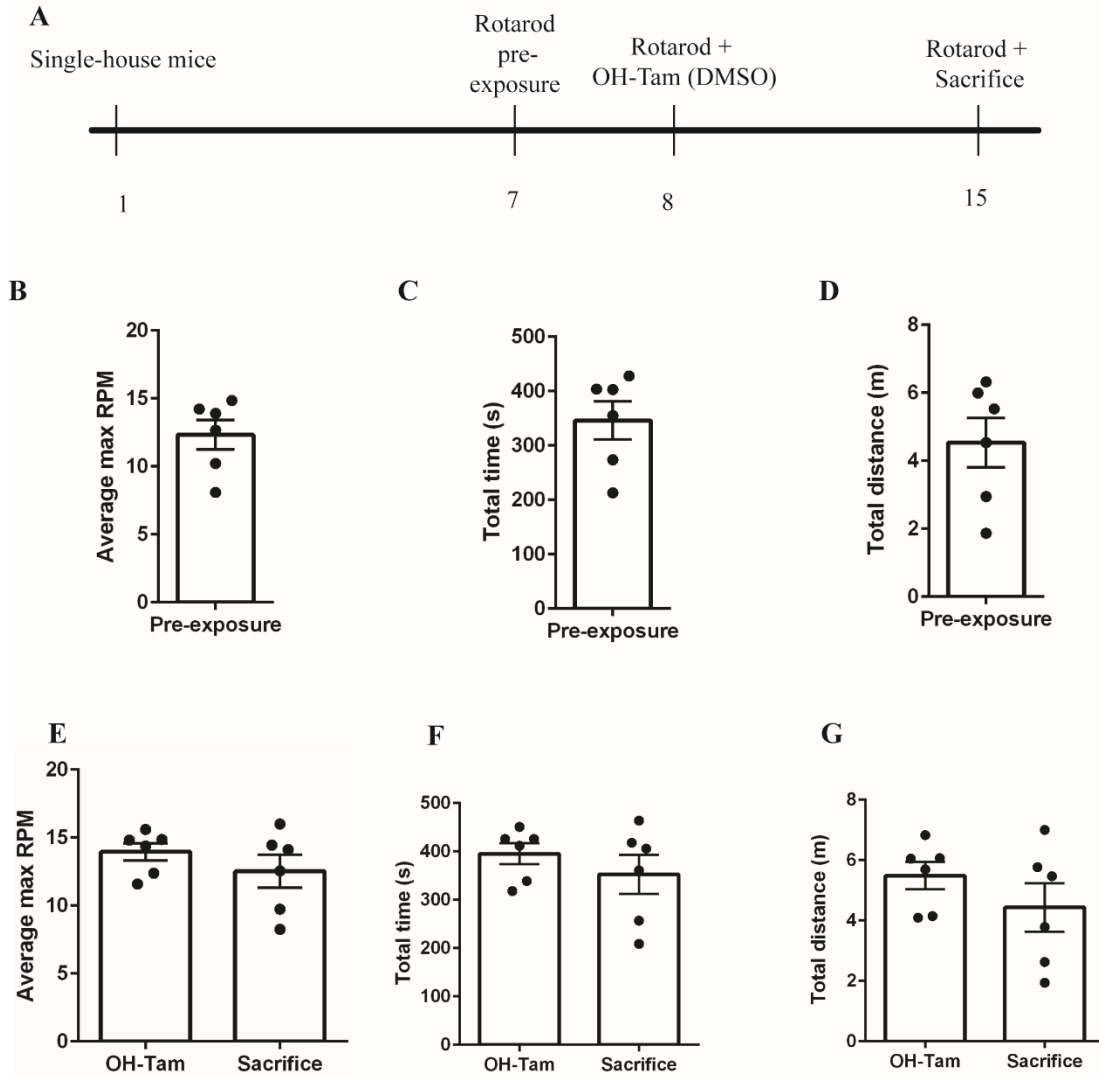 A
Single-house mice
Rotarod
pre-
exposure
Rotarod +
OH-Tam (DMSO)
Rotarod +
Sacrifice
1
7
8
15
B
Average max RPM
20
15
10
5
0
Pre-exposure
C
Total time (s)
500
400
300
200
100
0
Pre-exposure
D
Total distance (m)
8
6
4
2
0
Pre-exposure
E
Average max RPM
20
15
10
5
0
OH-Tam
Sacrifice
F
Total time (s)
500
400
300
200
100
0
OH-Tam
Sacrifice
G
Total distance (m)
8
6
4
2
0
OH-Tam
Sacrifice